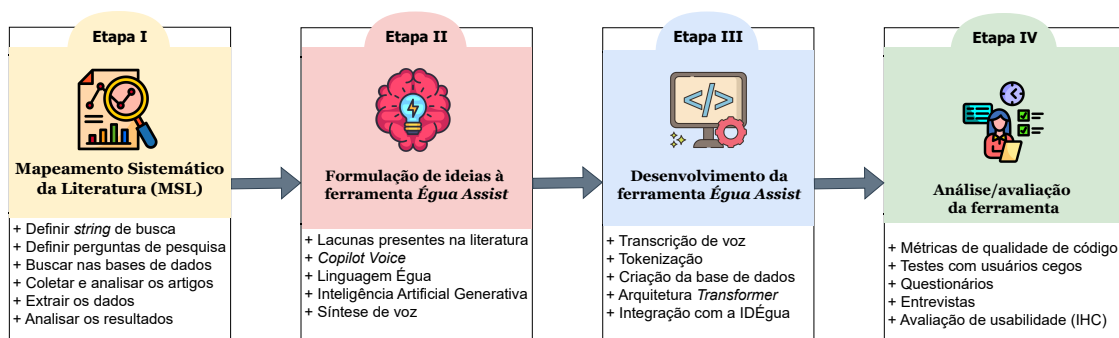 Etapa I
Mapeamento Sistemático
da Literatura (MSL)
+ Definir string de busca
+ Definir perguntas de pesquisa
+ Buscar nas bases de dados
+ Coletar e analisar os artigos
+ Extrair os dados
+ Analisar os resultados
Etapa II
Formulação de ideias à
ferramenta Égua Assist
+ Lacunas presentes na literatura
+ Copilot Voice
+ Linguagem Égua
+ Inteligência Artificial Generativa
+ Síntese de voz
Etapa III
</>
Desenvolvimento da
ferramenta Égua Assist
+ Transcrição de voz
+ Tokenização
+ Criação da base de dados
+ Arquitetura Transformer
+ Integração com a IDÉgua
Etapa IV
Análise/avaliação
da ferramenta
+ Métricas de qualidade de código
+ Testes com usuários cegos
+ Questionários
+ Entrevistas
+ Avaliação de usabilidade (IHC)